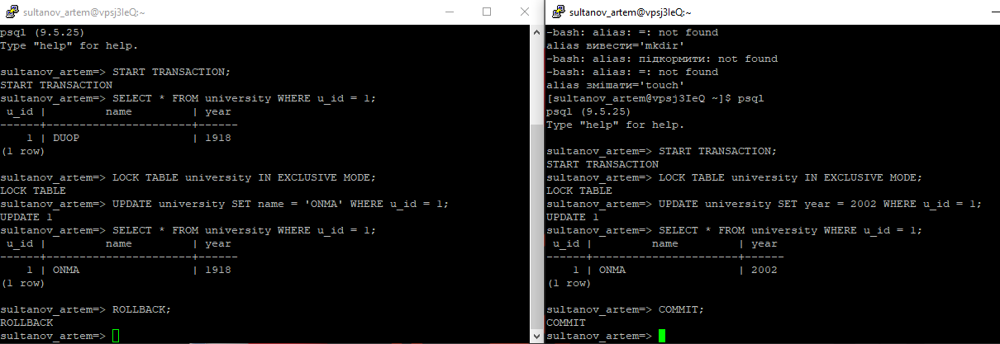 sultanov_artem@vpsj3IeQ:~
psql (9.5.25)
Type "help" for help.
sultanov_artem=> START TRANSACTION;
START TRANSACTION
sultanov_artem=> SELECT * FROM university WHERE u_id = 1;
 u_id |         name         | year
------+----------------------+------
    1 | DUOP                 | 1918
(1 row)
sultanov_artem=> LOCK TABLE university IN EXCLUSIVE MODE;
LOCK TABLE
sultanov_artem=> UPDATE university SET name = 'ONMA' WHERE u_id = 1;
UPDATE 1
sultanov_artem=> SELECT * FROM university WHERE u_id = 1;
 u_id |         name         | year
------+----------------------+------
    1 | ONMA                 | 1918
(1 row)
sultanov_artem=> ROLLBACK;
ROLLBACK
sultanov_artem=>
sultanov_artem@vpsj3IeQ:~
-bash: alias: =: not found
alias вивести='mkdir'
-bash: alias: підкормити: not found
-bash: alias: =: not found
alias змішати='touch'
[sultanov_artem@vpsj3IeQ ~]$ psql
psql (9.5.25)
Type "help" for help.
sultanov_artem=> START TRANSACTION;
START TRANSACTION
sultanov_artem=> LOCK TABLE university IN EXCLUSIVE MODE;
LOCK TABLE
sultanov_artem=> UPDATE university SET year = 2002 WHERE u_id = 1;
UPDATE 1
sultanov_artem=> SELECT * FROM university WHERE u_id = 1;
 u_id |         name         | year
------+----------------------+------
    1 | ONMA                 | 2002
(1 row)
sultanov_artem=> COMMIT;
COMMIT
sultanov_artem=>